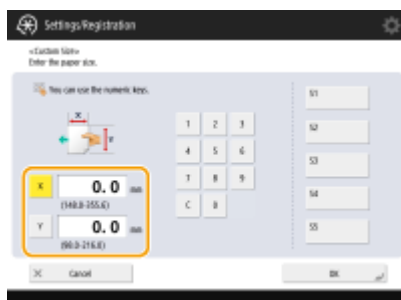 Settings/Registration
<Custom Size>
Enter the paper size.
You can use the numeric keys.
X
Y
X 0.0 mm
(148.0-355.6)
Y 0.0 mm
(98.0-216.0)
1 2 3
4 5 6
7 8 9
C 0
S1
S2
S3
S4
S5
Cancel
OK